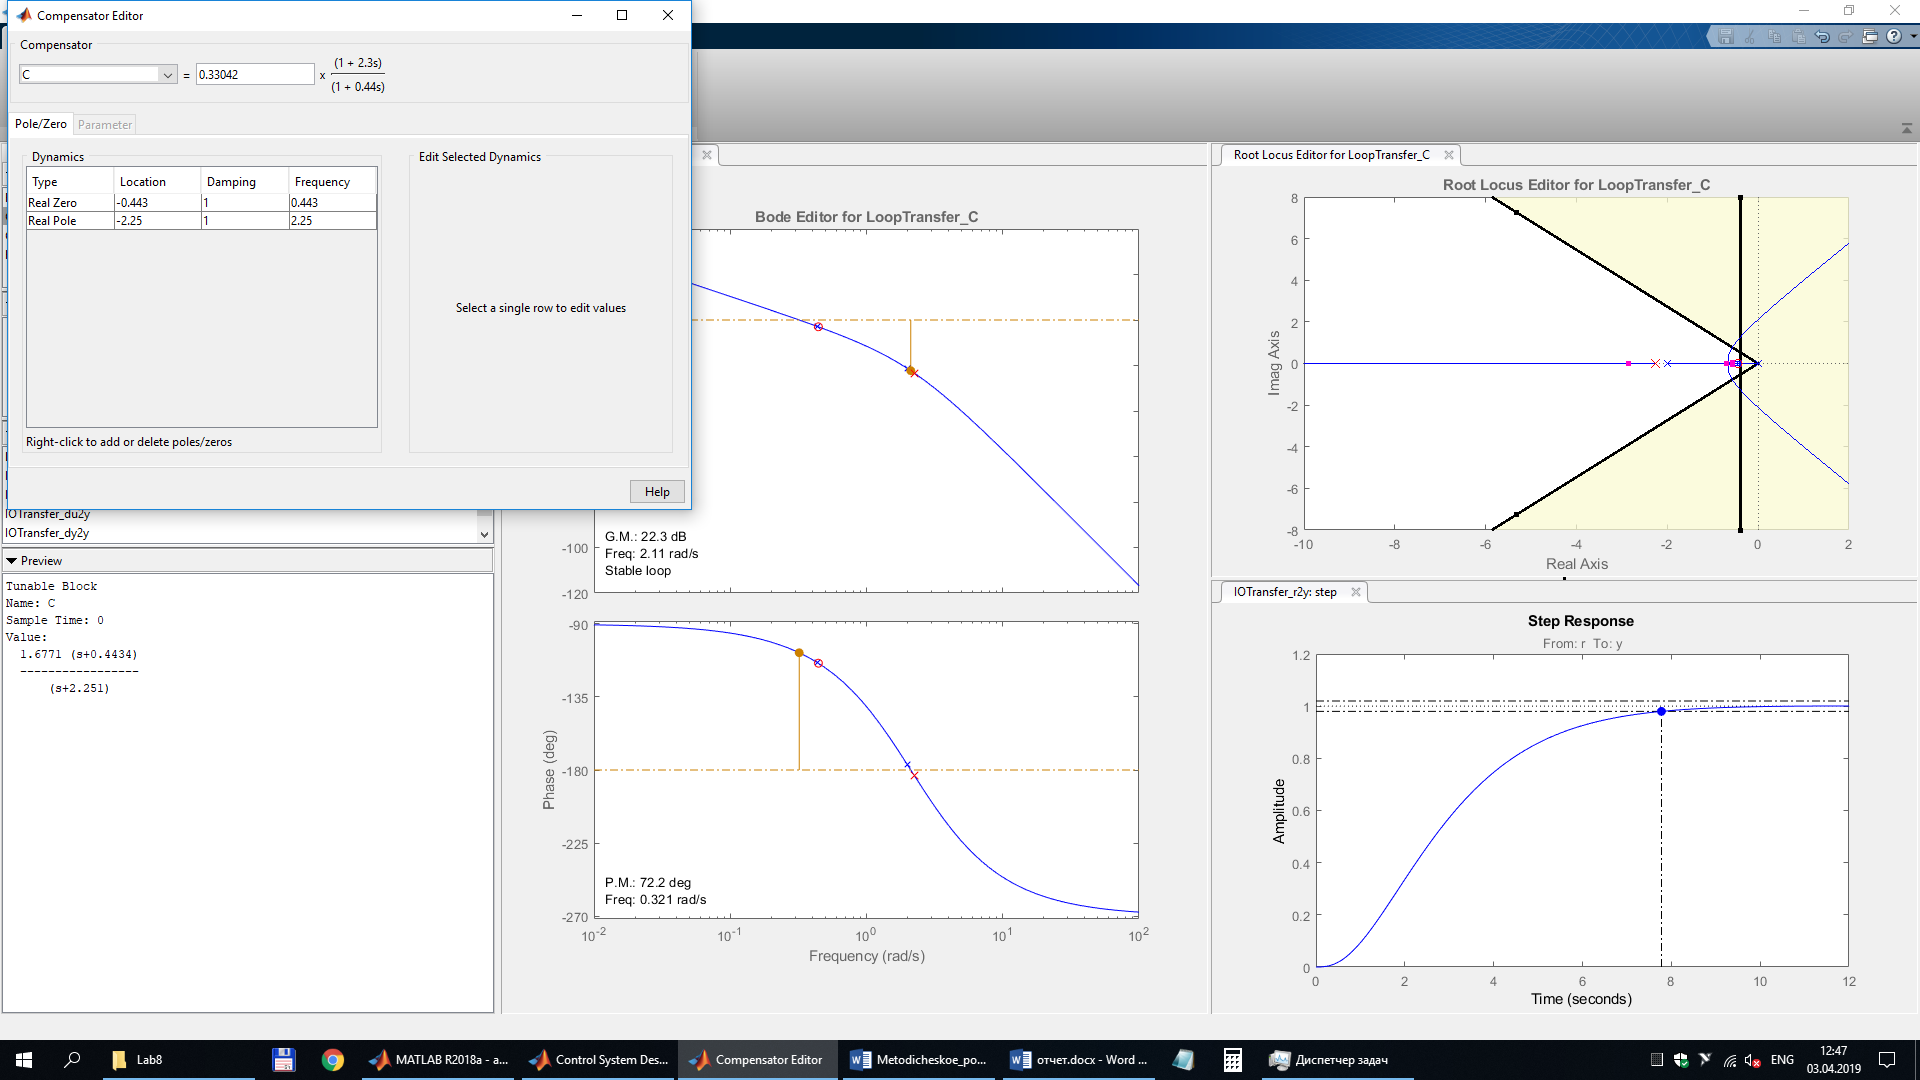 Compensator Editor
Compensator
C = 0.33042 x (1 + 2.3s)
(1 + 0.44s)
Pole/Zero Parameter
Dynamics
Type Location Damping Frequency
Real Zero -0.443 1 0.443
Real Pole -2.25 1 2.25
Right-click to add or delete poles/zeros
Edit Selected Dynamics
Select a single row to edit values
Help
IOTransfer_du2y
IOTransfer_dy2y
Preview
Tunable Block
Name: C
Sample Time: 0
Value:
1.6771 (s+0.4434)
------------------
(s+2.251)
Bode Editor for LoopTransfer_C
G.M.: 22.3 dB
Freq: 2.11 rad/s
Stable loop
-100
-120
-90
-135
-180
-225
-270
Phase (deg)
P.M.: 72.2 deg
Freq: 0.321 rad/s
10-2 10-1 100 101 102
Frequency (rad/s)
Root Locus Editor for LoopTransfer_C
Root Locus Editor for LoopTransfer_C
8
6
4
2
0
-2
-4
-6
-8
Imag Axis
-10 -8 -6 -4 -2 0 2
Real Axis
IOTransfer_r2y: step
Step Response
From: r To: y
1.2
1
0.8
0.6
0.4
0.2
0
Amplitude
0 2 4 6 8 10 12
Time (seconds)
Lab8
MATLAB R2018a - a...
Control System Des...
Compensator Editor
Metodicheskoe_po...
отчет.docx - Word ...
Диспетчер задач
ENG
12:47
03.04.2019